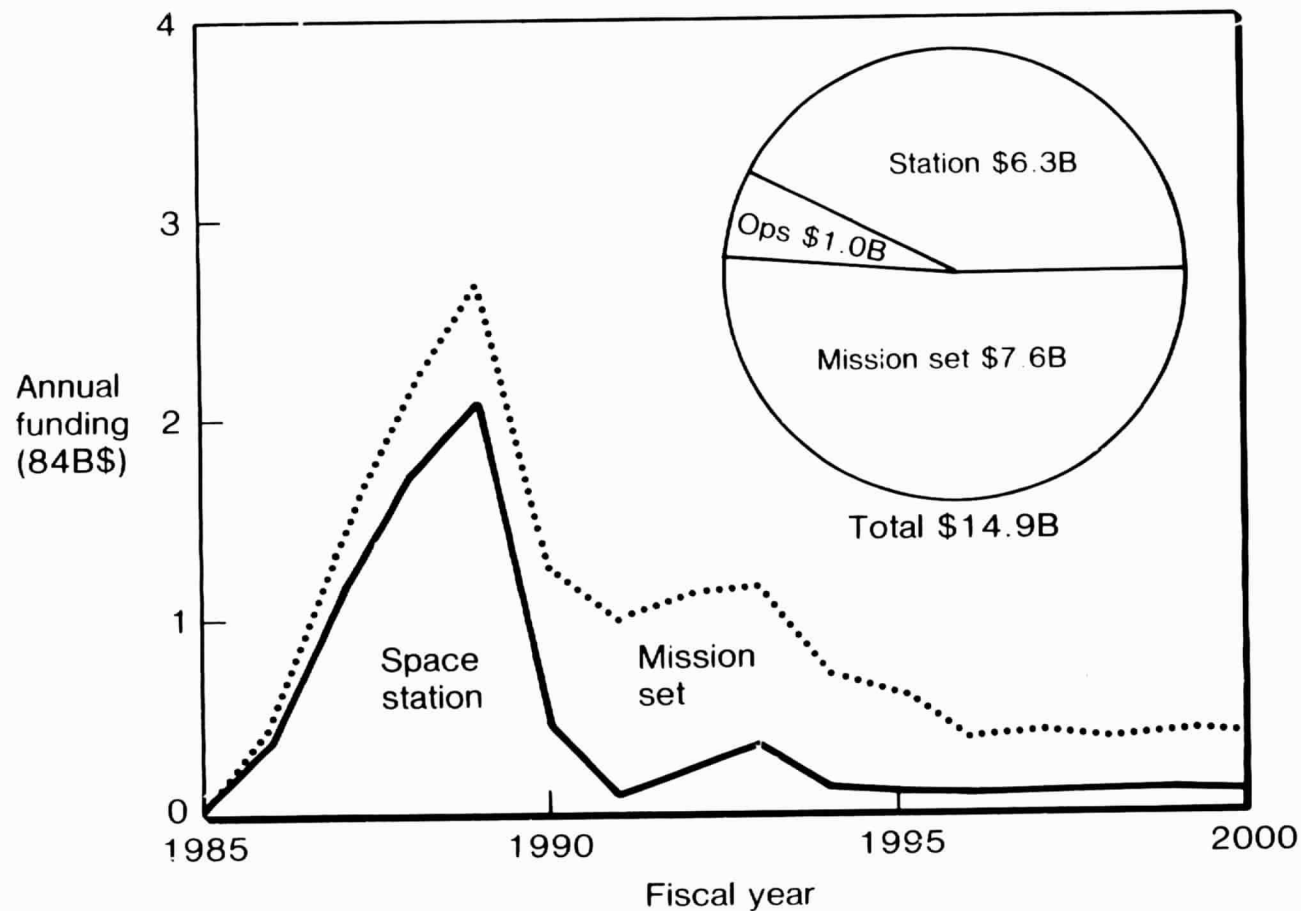 4
3
2
1
0
Annual
funding
(84B$)
Station $6.3B
Ops $1.0B
Mission set $7.6B
Total $14.9B
Space
station
Mission
set
1985
1990
1995
2000
Fiscal year